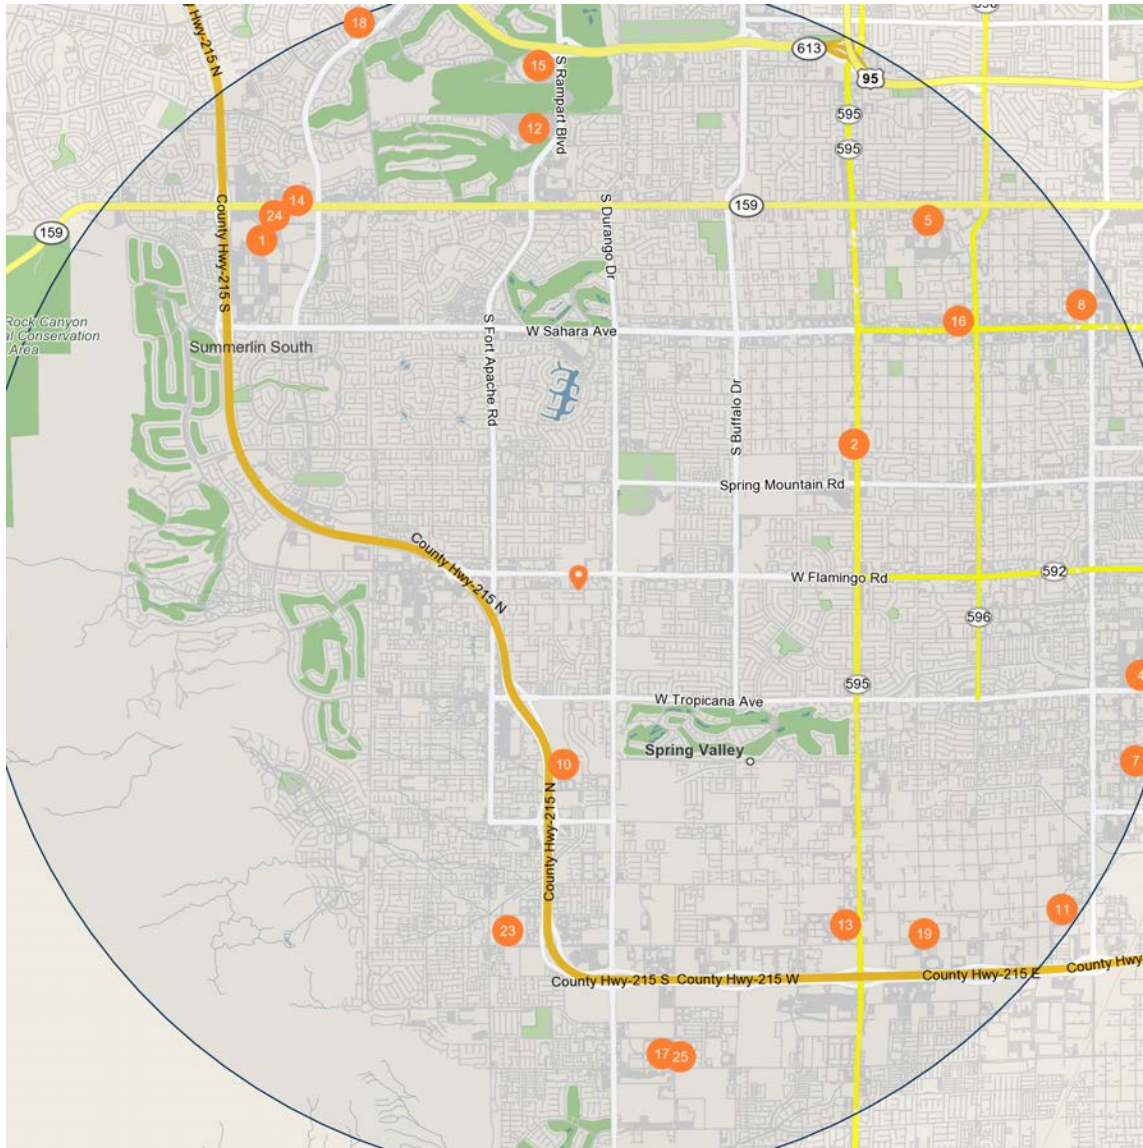 y Hwy-215 N
18
15
S Rampart Blvd
613
95
595
12
595
14
24
1
159
159
County Hwy-215 S
S Durango Dr
5
Rock Canyon
al Conservation
Area
Summerlin South
S Fort Apache Rd
W Sahara Ave
16
8
S Buffalo Dr
2
Spring Mountain Rd
County Hwy-215 N
W Flamingo Rd
592
596
595
4
W Tropicana Ave
Spring Valley
10
7
County Hwy-215 N
23
13
19
11
County Hwy-215 S
County Hwy-215 W
County Hwy-215 E
County Hwy
17
25